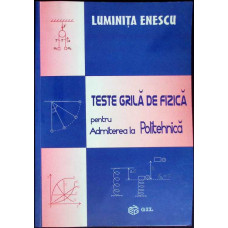 LUMINIȚA ENESCU
TESTE GRILĂ DE FIZICĂ
pentru
Admiterea la Politehnică